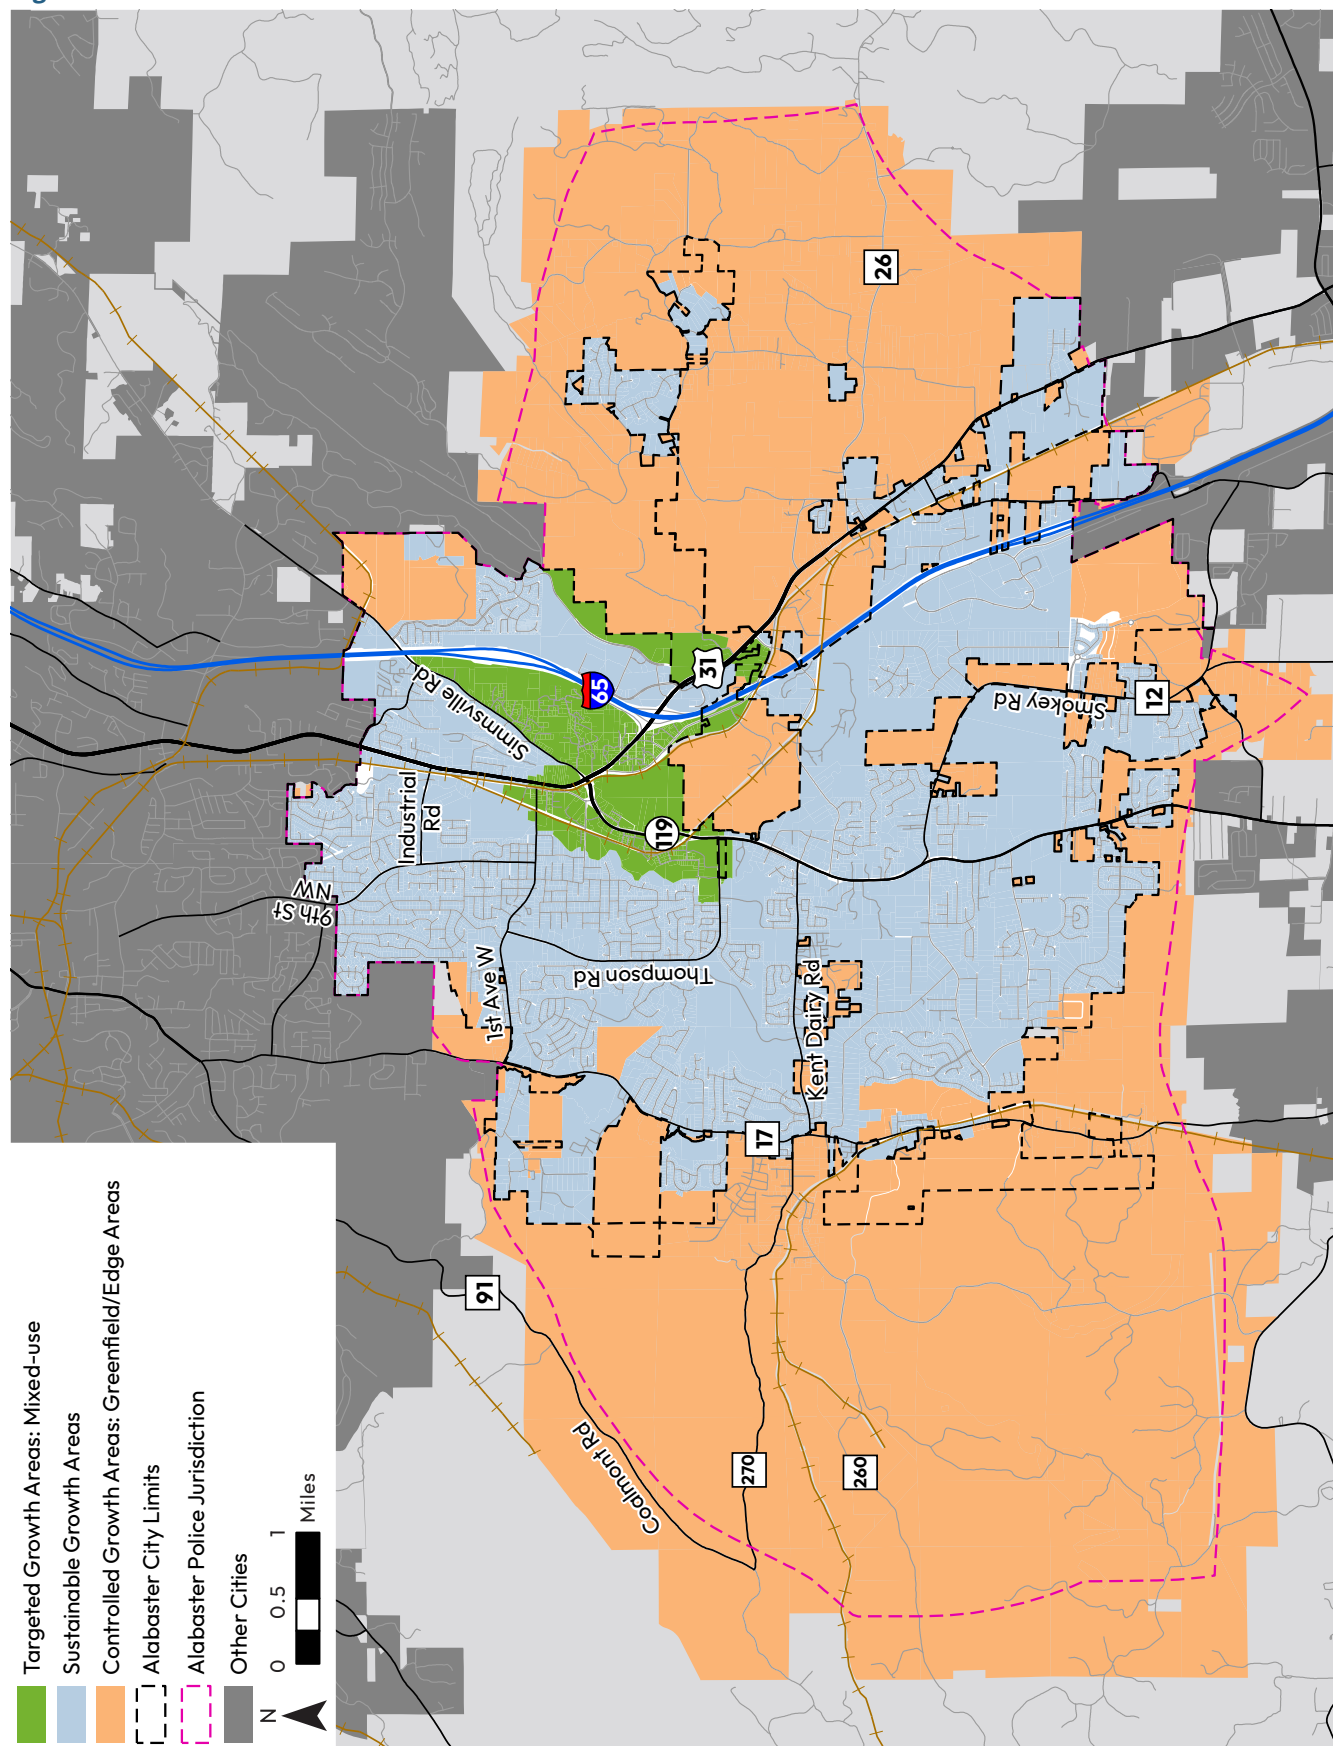 Targeted Growth Areas: Mixed-use
Sustainable Growth Areas
Controlled Growth Areas: Greenfield/Edge Areas
Alabaster City Limits
Alabaster Police Jurisdiction
Other Cities
N
0 0.5 1
Miles
91
Coalmont Rd
270
260
17
1st Ave W
Thompson Rd
Kent Dairy Rd
9th St
NW
Industrial
Rd
Simmsville Rd
119
65
31
Smokey Rd
12
26